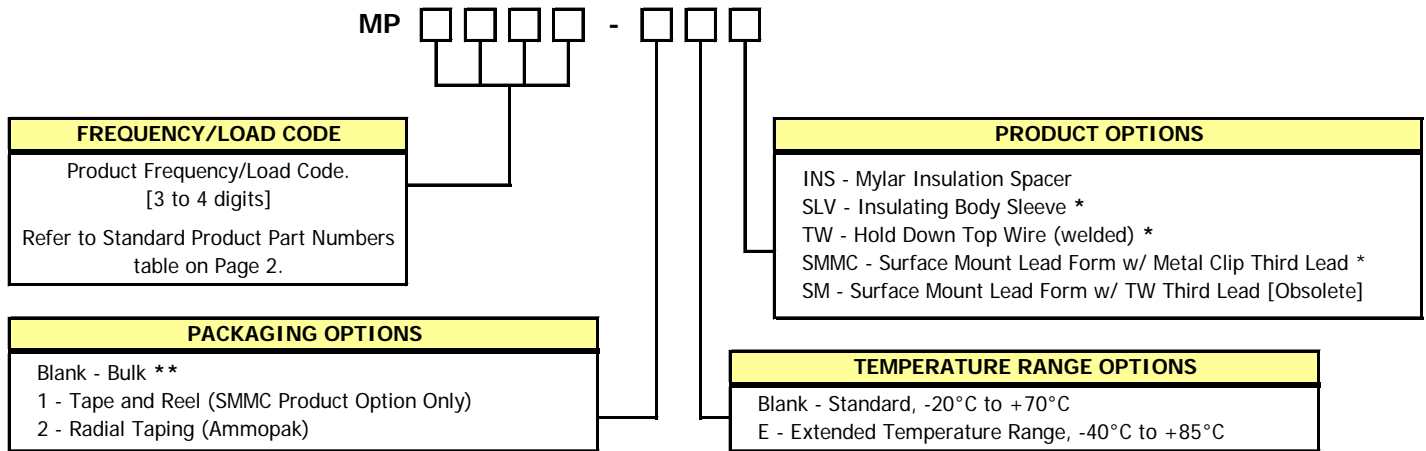 MP -
FREQUENCY/LOAD CODE
Product Frequency/Load Code.
[3 to 4 digits]
Refer to Standard Product Part Numbers
table on Page 2.
PRODUCT OPTIONS
INS - Mylar Insulation Spacer
SLV - Insulating Body Sleeve *
TW - Hold Down Top Wire (welded) *
SMMC - Surface Mount Lead Form w/ Metal Clip Third Lead *
SM - Surface Mount Lead Form w/ TW Third Lead [Obsolete]
PACKAGING OPTIONS
Blank - Bulk **
1 - Tape and Reel (SMMC Product Option Only)
2 - Radial Taping (Ammopak)
TEMPERATURE RANGE OPTIONS
Blank - Standard, -20°C to +70°C
E - Extended Temperature Range, -40°C to +85°C